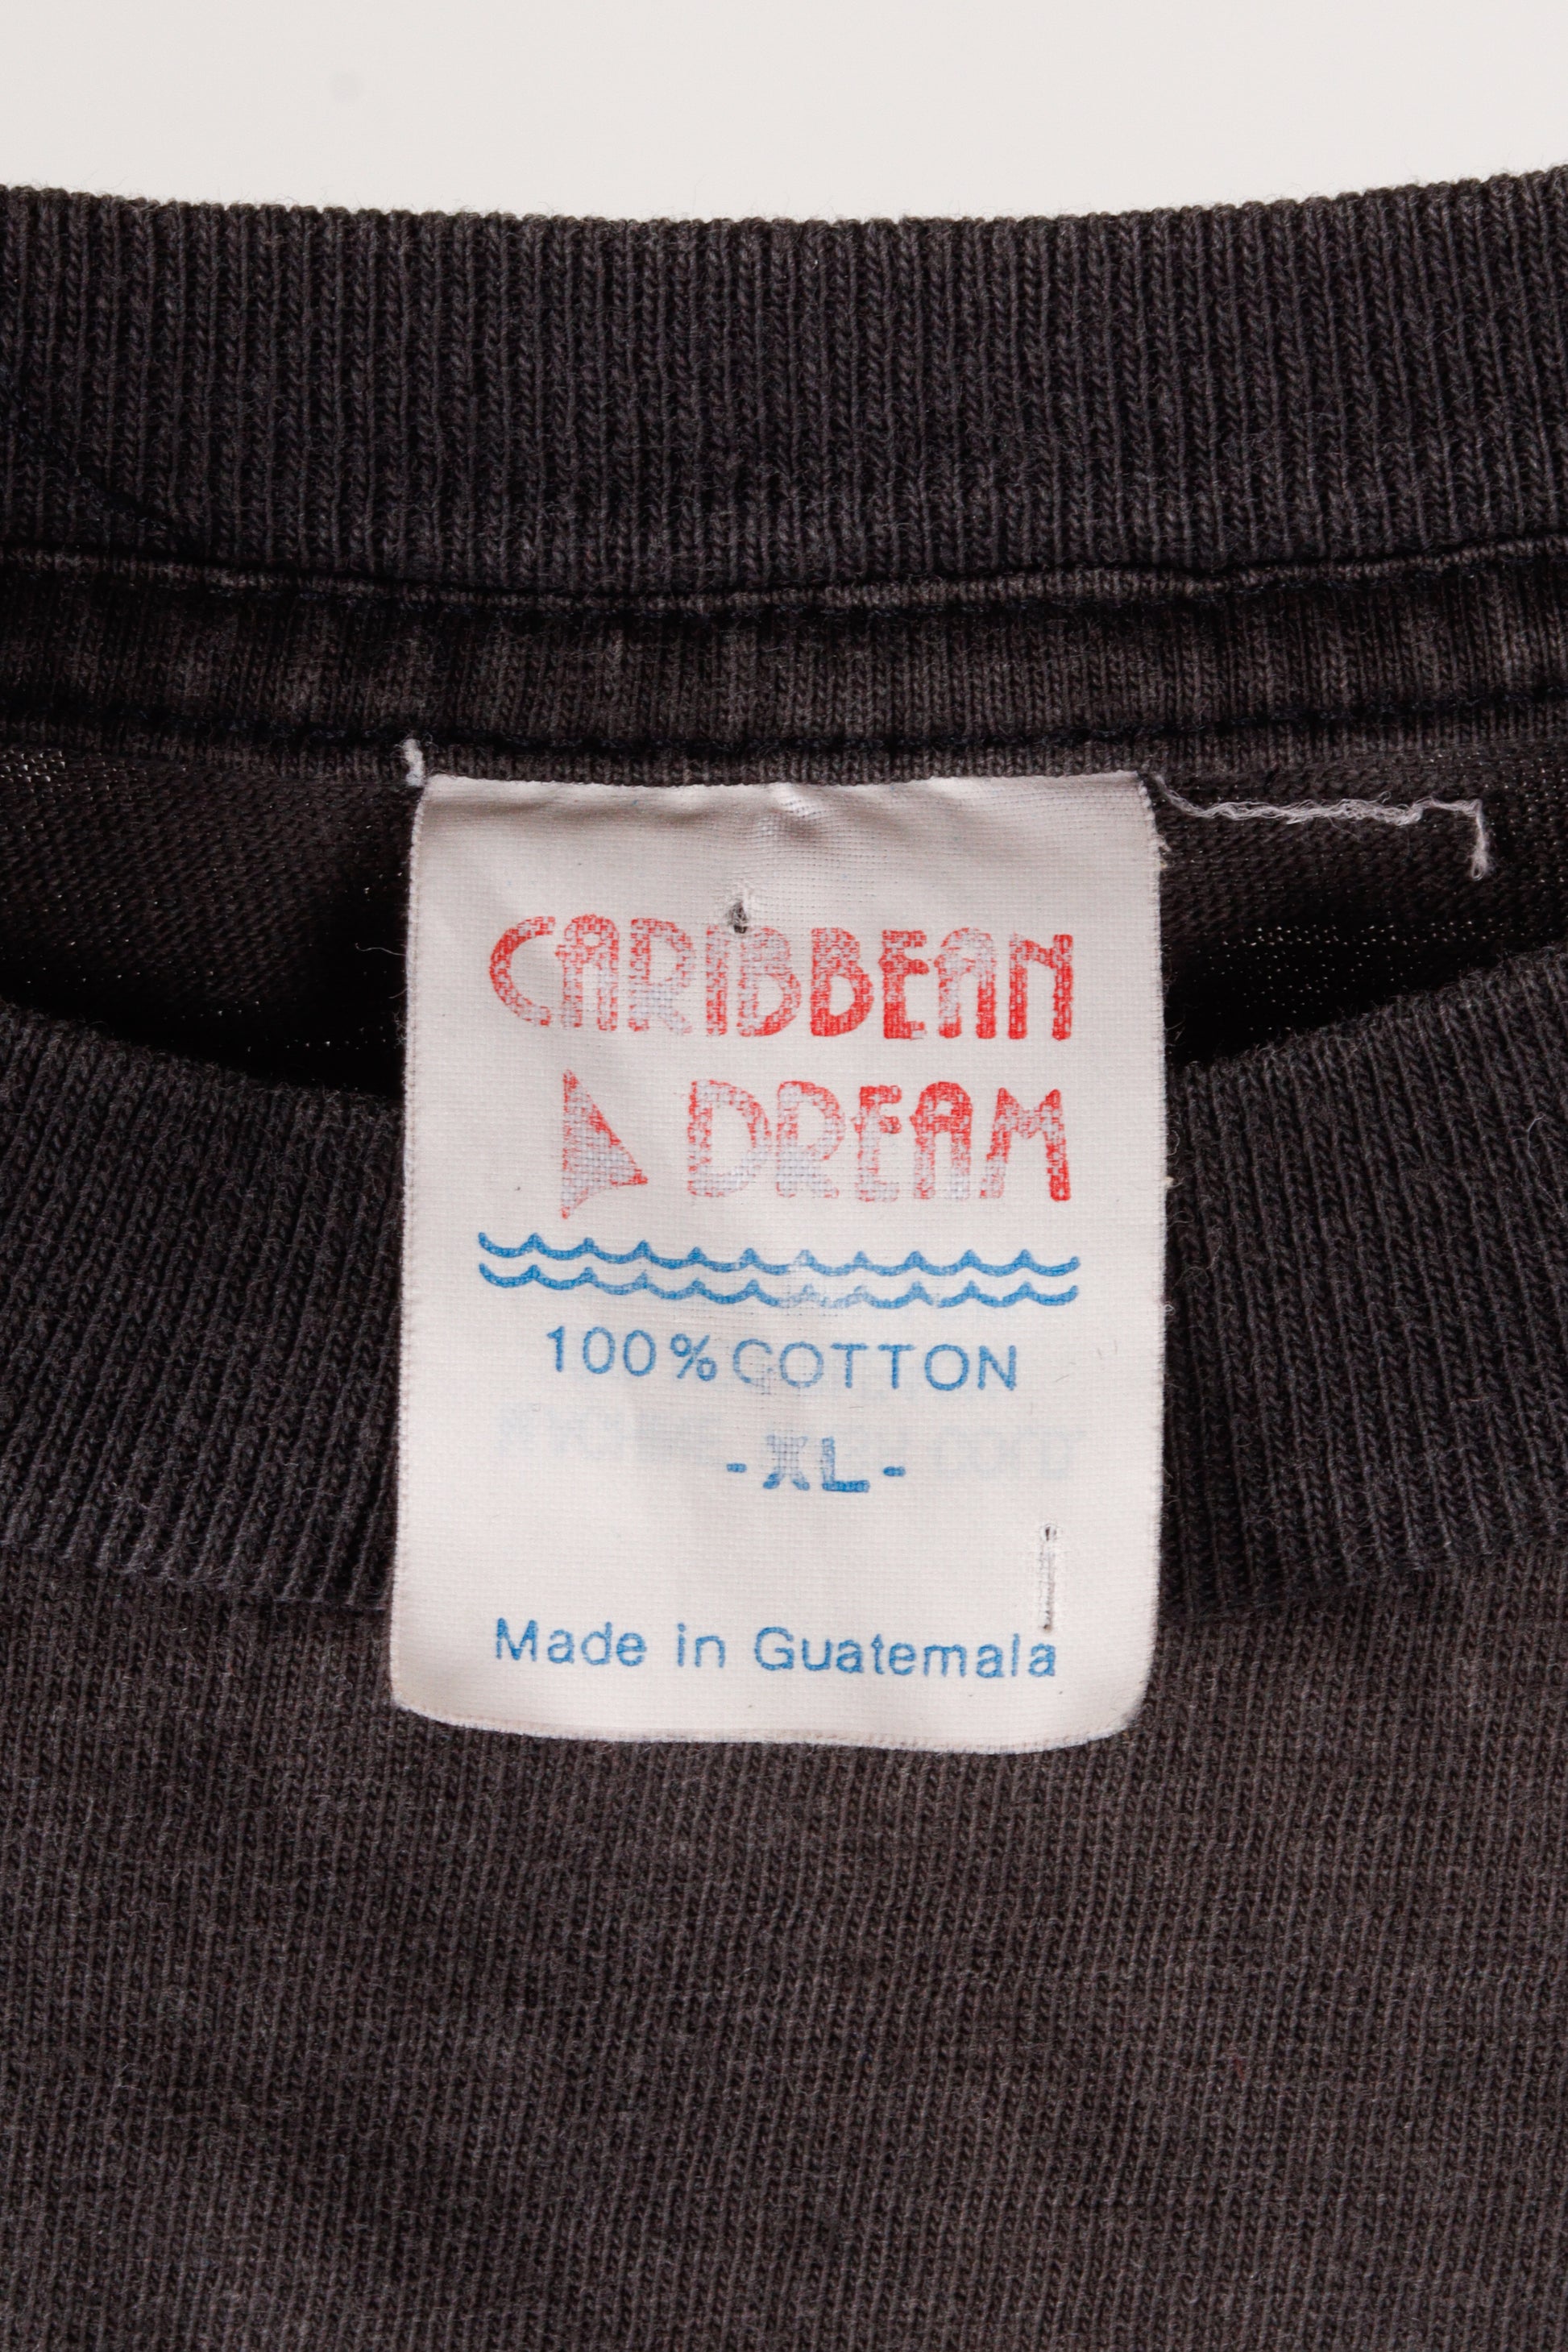 CARIBBEAN
DREAM
100% COTTON
-XL-
Made in Guatemala